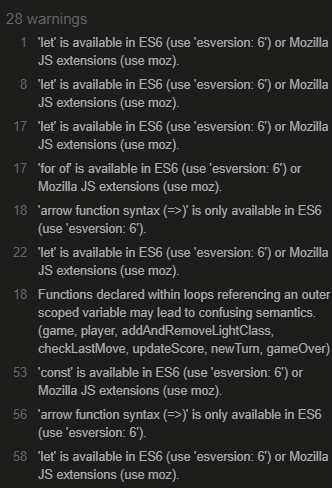 28 warnings
1 'let' is available in ES6 (use 'esversion: 6') or Mozilla
JS extensions (use moz).
8 'let' is available in ES6 (use 'esversion: 6') or Mozilla
JS extensions (use moz).
17 'let' is available in ES6 (use 'esversion: 6') or Mozilla
JS extensions (use moz).
17 'for of' is available in ES6 (use 'esversion: 6') or
Mozilla JS extensions (use moz).
18 'arrow function syntax (=>)' is only available in ES6
(use 'esversion: 6').
22 'let' is available in ES6 (use 'esversion: 6') or Mozilla
JS extensions (use moz).
18 Functions declared within loops referencing an outer
scoped variable may lead to confusing semantics.
(game, player, addAndRemoveLightClass,
checkLastMove, updateScore, newTurn, gameOver)
53 'const' is available in ES6 (use 'esversion: 6') or
Mozilla JS extensions (use moz).
56 'arrow function syntax (=>)' is only available in ES6
(use 'esversion: 6').
58 'let' is available in ES6 (use 'esversion: 6') or Mozilla
JS extensions (use moz).